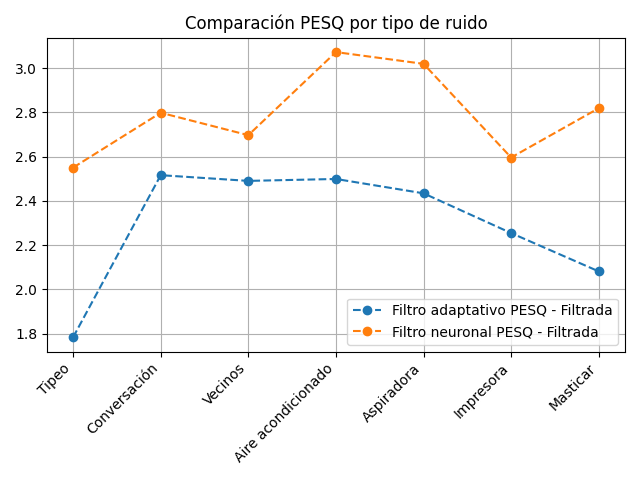 Comparación PESQ por tipo de ruido
3.0
2.8
2.6
2.4
2.2
2.0
1.8
Filtro adaptativo PESQ - Filtrada
Filtro neuronal PESQ - Filtrada
Tipeo
Conversación
Vecinos
Aire acondicionado
Aspiradora
Impresora
Masticar